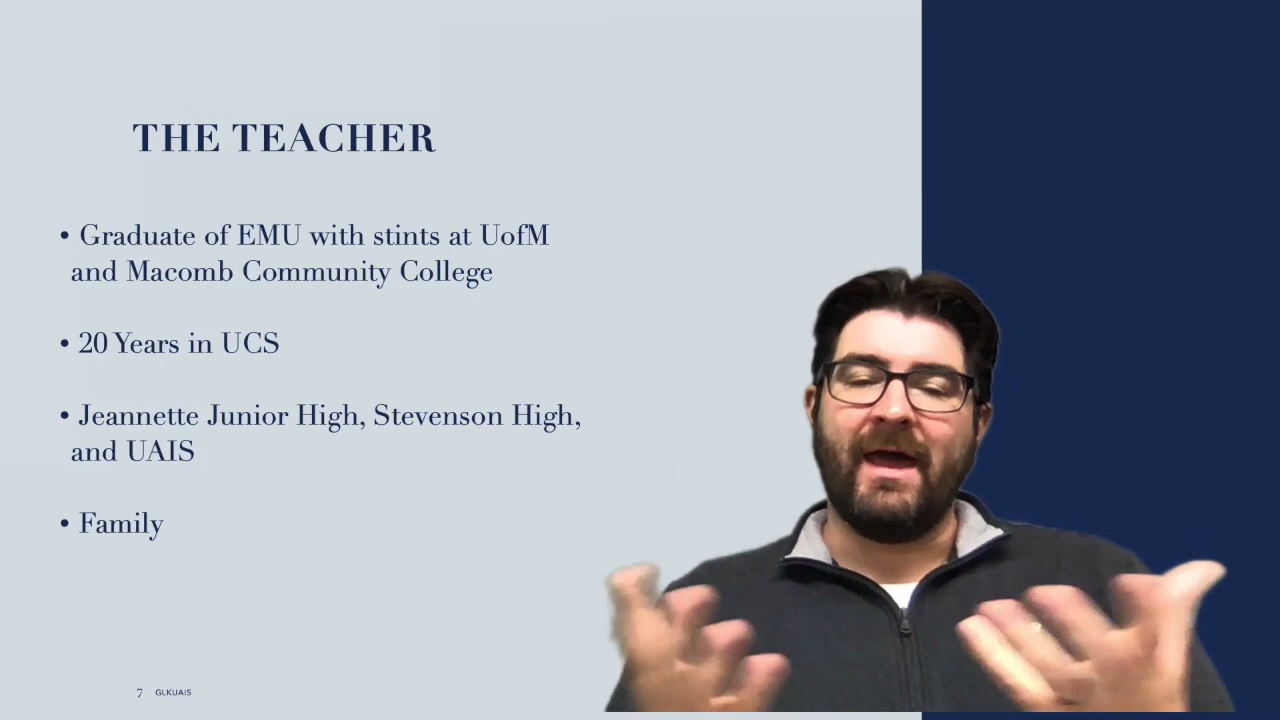 THE TEACHER
• Graduate of EMU with stints at UofM
and Macomb Community College
• 20 Years in UCS
• Jeannette Junior High, Stevenson High,
and UAIS
• Family
7 GLKUAIS